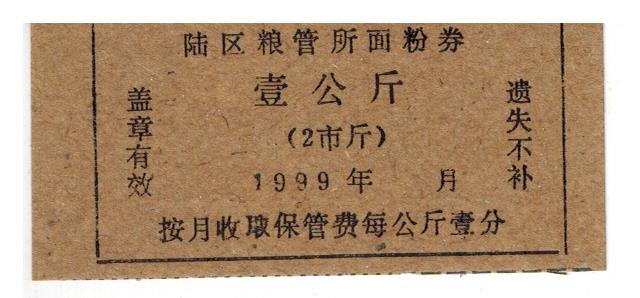 陆区粮管所面粉券
壹公斤
(2市斤)
盖章有效
遗失不补
1999年 月
按月收取保管费每公斤壹分